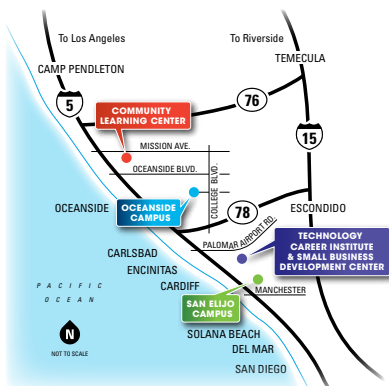 To Los Angeles
To Riverside
CAMP PENDLETON
TEMECULA
5
76
15
COMMUNITY
LEARNING CENTER
MISSION AVE.
OCEANSIDE BLVD.
COLLEGE BLVD.
OCEANSIDE
OCEANSIDE
CAMPUS
78
ESCONDIDO
PALOMAR AIRPORT RD.
TECHNOLOGY
CAREER INSTITUTE
& SMALL BUSINESS
DEVELOPMENT CENTER
CARLSBAD
ENCINITAS
CARDIFF
PACIFIC
OCEAN
MANCHESTER
SAN ELIJO
CAMPUS
N
NOT TO SCALE
SOLANA BEACH
DEL MAR
SAN DIEGO